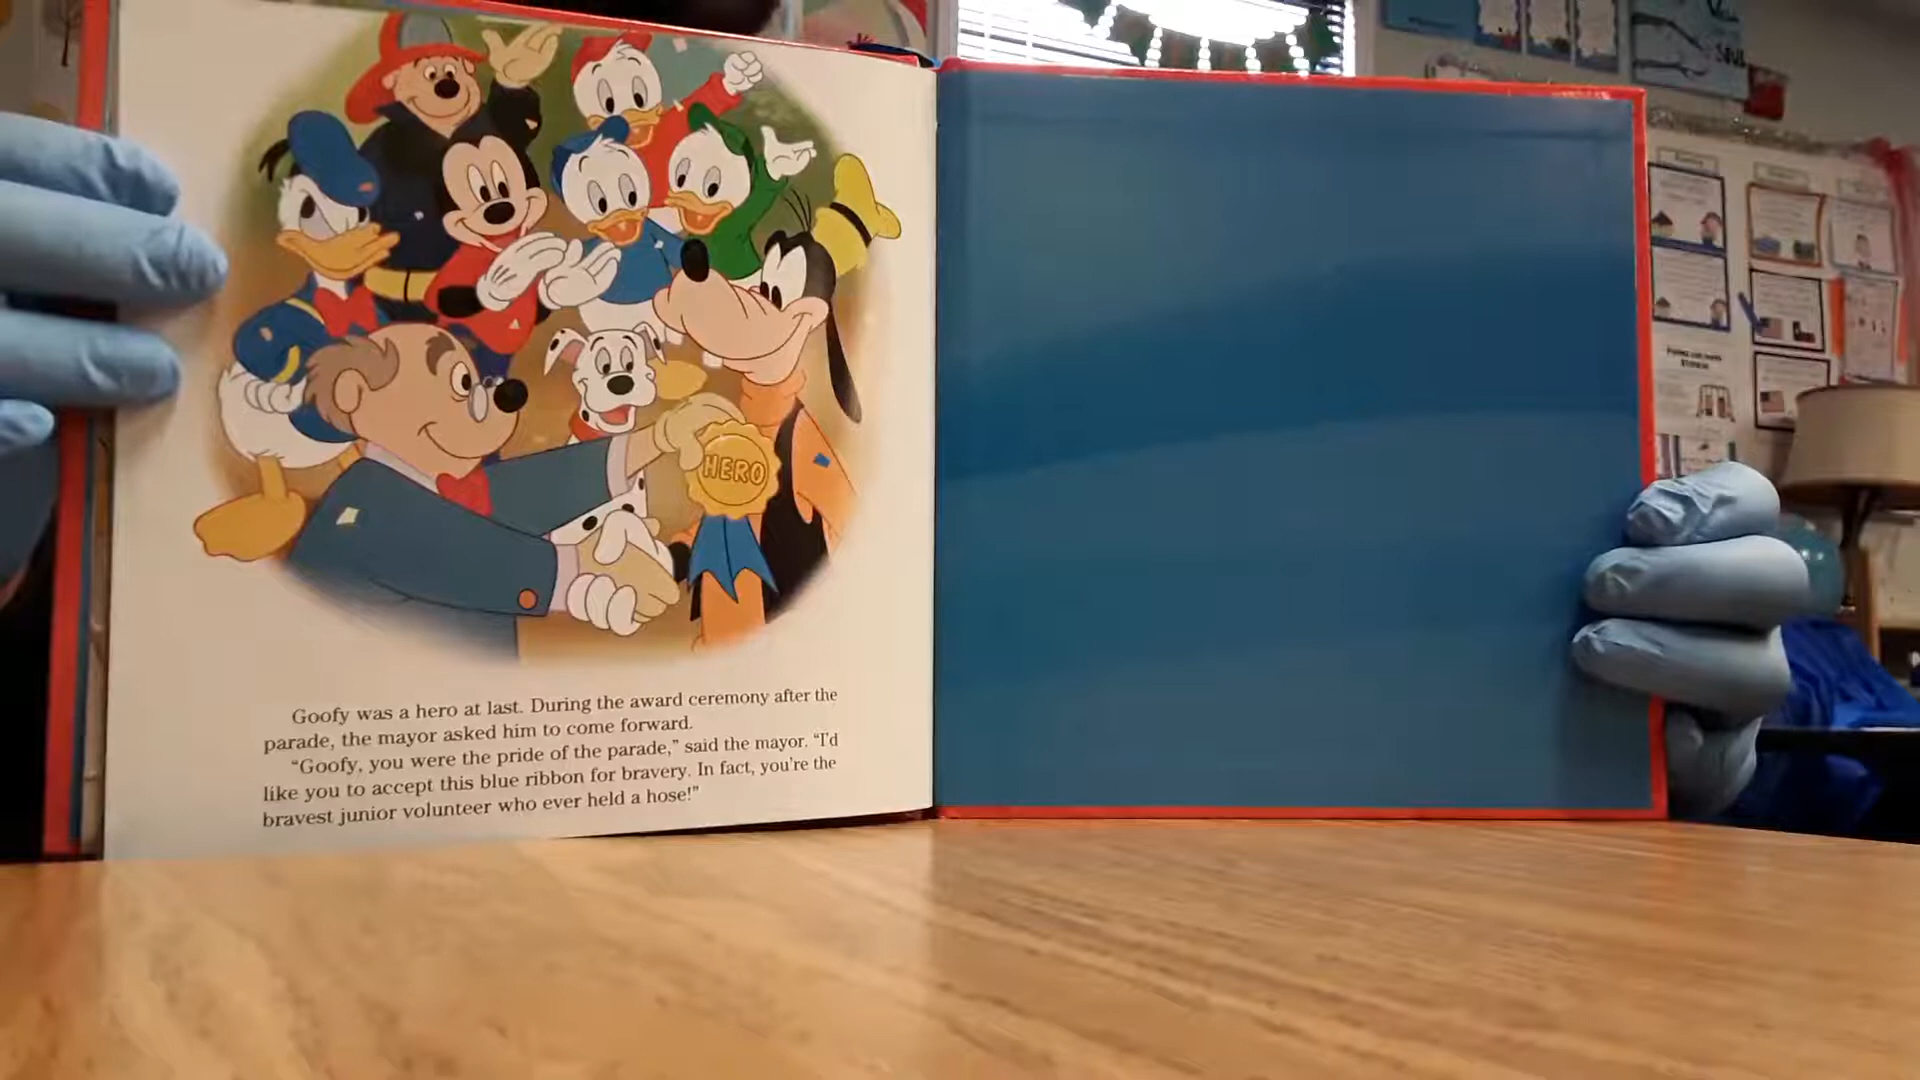 HERO
Goofy was a hero at last. During the award ceremony after the
parade, the mayor asked him to come forward.
“Goofy, you were the pride of the parade,” said the mayor. “I'd
like you to accept this blue ribbon for bravery. In fact, you're the
bravest junior volunteer who ever held a hose!”